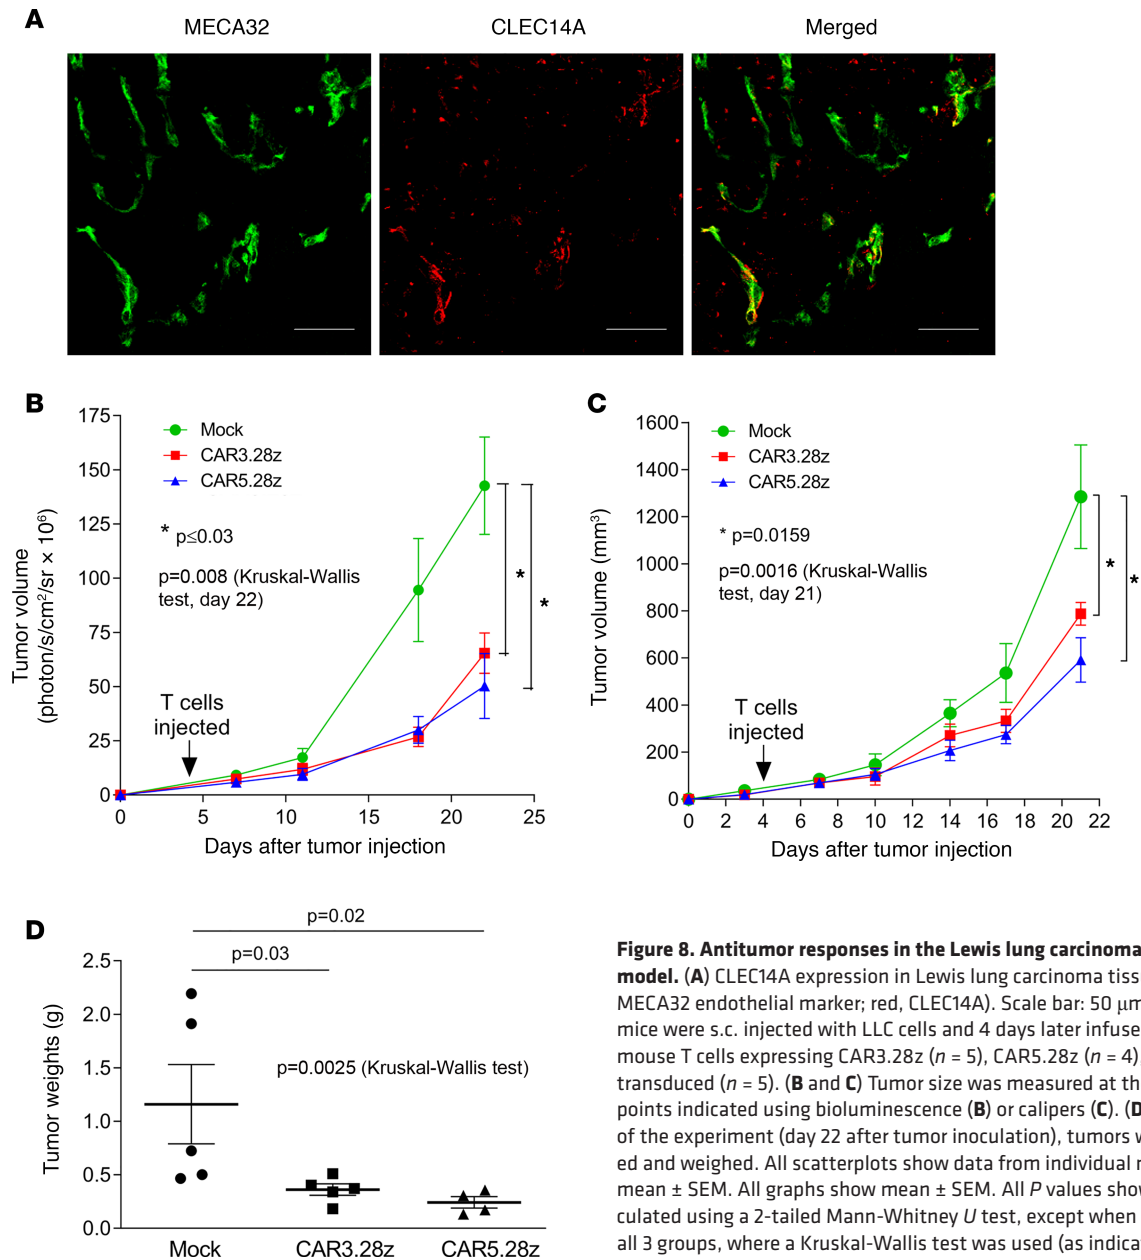 A
MECA32
CLEC14A
Merged
B
Tumor volume
(photon/s/cm²/sr × 10⁶)
175
150
125
100
75
50
25
0
Mock
CAR3.28z
CAR5.28z
* p≤0.03
p=0.008 (Kruskal-Wallis
test, day 22)
T cells
injected
*
*
0
5
10
15
20
25
Days after tumor injection
C
Tumor volume (mm³)
1600
1400
1200
1000
800
600
400
200
0
Mock
CAR3.28z
CAR5.28z
* p=0.0159
p=0.0016 (Kruskal-Wallis
test, day 21)
T cells
injected
*
*
0
2
4
6
8
10
12
14
16
17
20
22
Days after tumor injection
D
p=0.02
p=0.03
Tumor weights (g)
2.5
2.0
1.5
1.0
0.5
0.0
p=0.0025 (Kruskal-Wallis test)
Mock
CAR3.28z
CAR5.28z
Figure 8. Antitumor responses in the Lewis lung carcinoma
model. (A) CLEC14A expression in Lewis lung carcinoma tiss
MECA32 endothelial marker; red, CLEC14A). Scale bar: 50 μm
mice were s.c. injected with LLC cells and 4 days later infuse
mouse T cells expressing CAR3.28z (n = 5), CAR5.28z (n = 4)
transduced (n = 5). (B and C) Tumor size was measured at th
points indicated using bioluminescence (B) or calipers (C). (D
of the experiment (day 22 after tumor inoculation), tumors w
ed and weighed. All scatterplots show data from individual m
mean ± SEM. All graphs show mean ± SEM. All P values show
culated using a 2-tailed Mann-Whitney U test, except when
all 3 groups, where a Kruskal-Wallis test was used (as indica